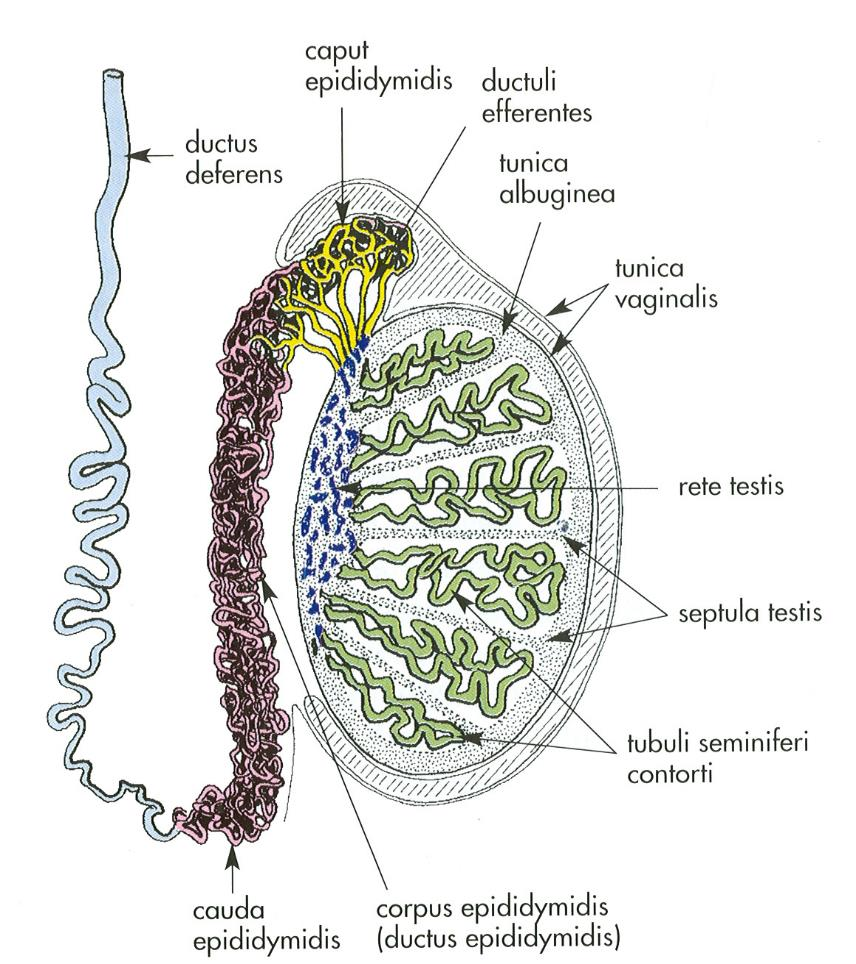 caput
epididymidis
ductuli
efferentes
ductus
deferens
tunica
albuginea
tunica
vaginalis
rete testis
septula testis
tubuli seminiferi
contorti
cauda
epididymidis
corpus epididymidis
(ductus epididymidis)